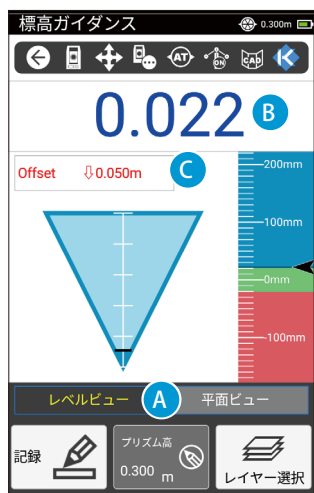 標高ガイダンス 0.300m
AT ON CAD K
0.022 B
Offset ⇩0.050m C
200mm
100mm
0mm
-100mm
レベルビュー A 平面ビュー
記録
プリズム高
0.300 m
レイヤー選択